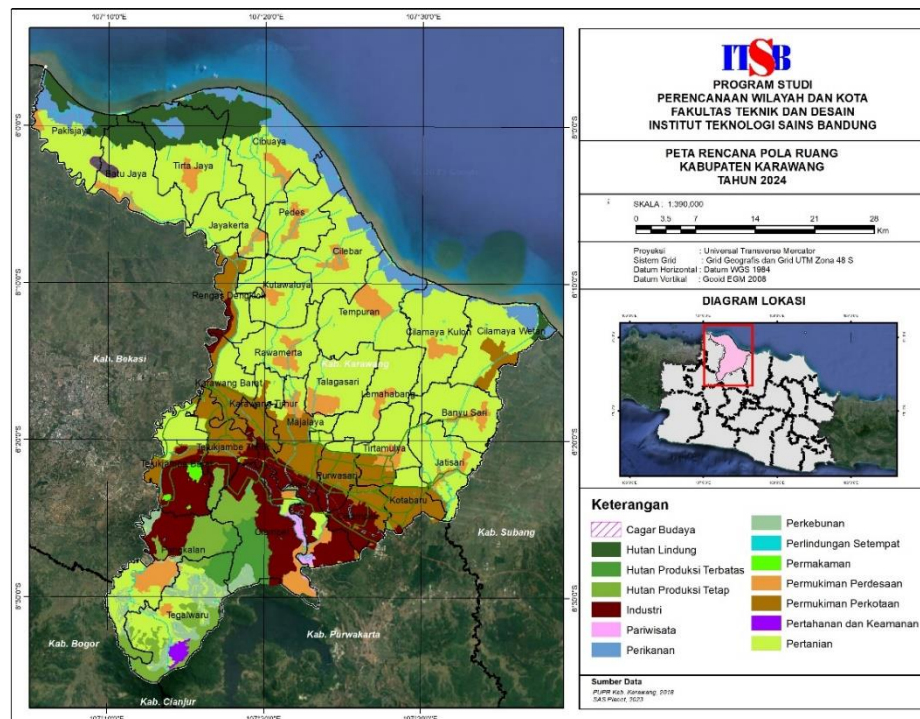 107°10'0"E 107°20'0"E 107°30'0"E
6°0'0"S
6°10'0"S
6°20'0"S
6°30'0"S
Pakisjaya
Cibuaya
Batu Jaya
Tirta Jaya
Pedes
Jayakerta
Cilebar
Kutawaluya
Rengas Dengklok
Tempuran
Cilamaya Kulon
Cilamaya Wetan
Kab. Bekasi
Rawamerta
Kab. Karawang
Karawang Barat
Talagasari
Lemahabang
Karawang Timur
Majalaya
Banyu Sari
Tirtamulya
Jatisari
Purwasari
Kotabaru
Kab. Subang
Pangkalan
Tegalwaru
Kab. Bogor
Kab. Purwakarta
Kab. Cianjur
ITSB
PROGRAM STUDI
PERENCANAAN WILAYAH DAN KOTA
FAKULTAS TEKNIK DAN DESAIN
INSTITUT TEKNOLOGI SAINS BANDUNG
PETA RENCANA POLA RUANG
KABUPATEN KARAWANG
TAHUN 2024
SKALA : 1:390,000
0 3.5 7 14 21 28
Km
Proyeksi : Universal Transverse Mercator
Sistem Grid : Grid Geografis dan Grid UTM Zona 48 S
Datum Horizontal : Datum WGS 1984
Datum Vertikal : Geoid EGM 2008
DIAGRAM LOKASI
Keterangan
Cagar Budaya
Hutan Lindung
Hutan Produksi Terbatas
Hutan Produksi Tetap
Industri
Pariwisata
Perikanan
Perkebunan
Perlindungan Setempat
Permakaman
Permukiman Perdesaan
Permukiman Perkotaan
Pertahanan dan Keamanan
Pertanian
Sumber Data
PUPR Kab. Karawang, 2018
SAS Planet, 2023